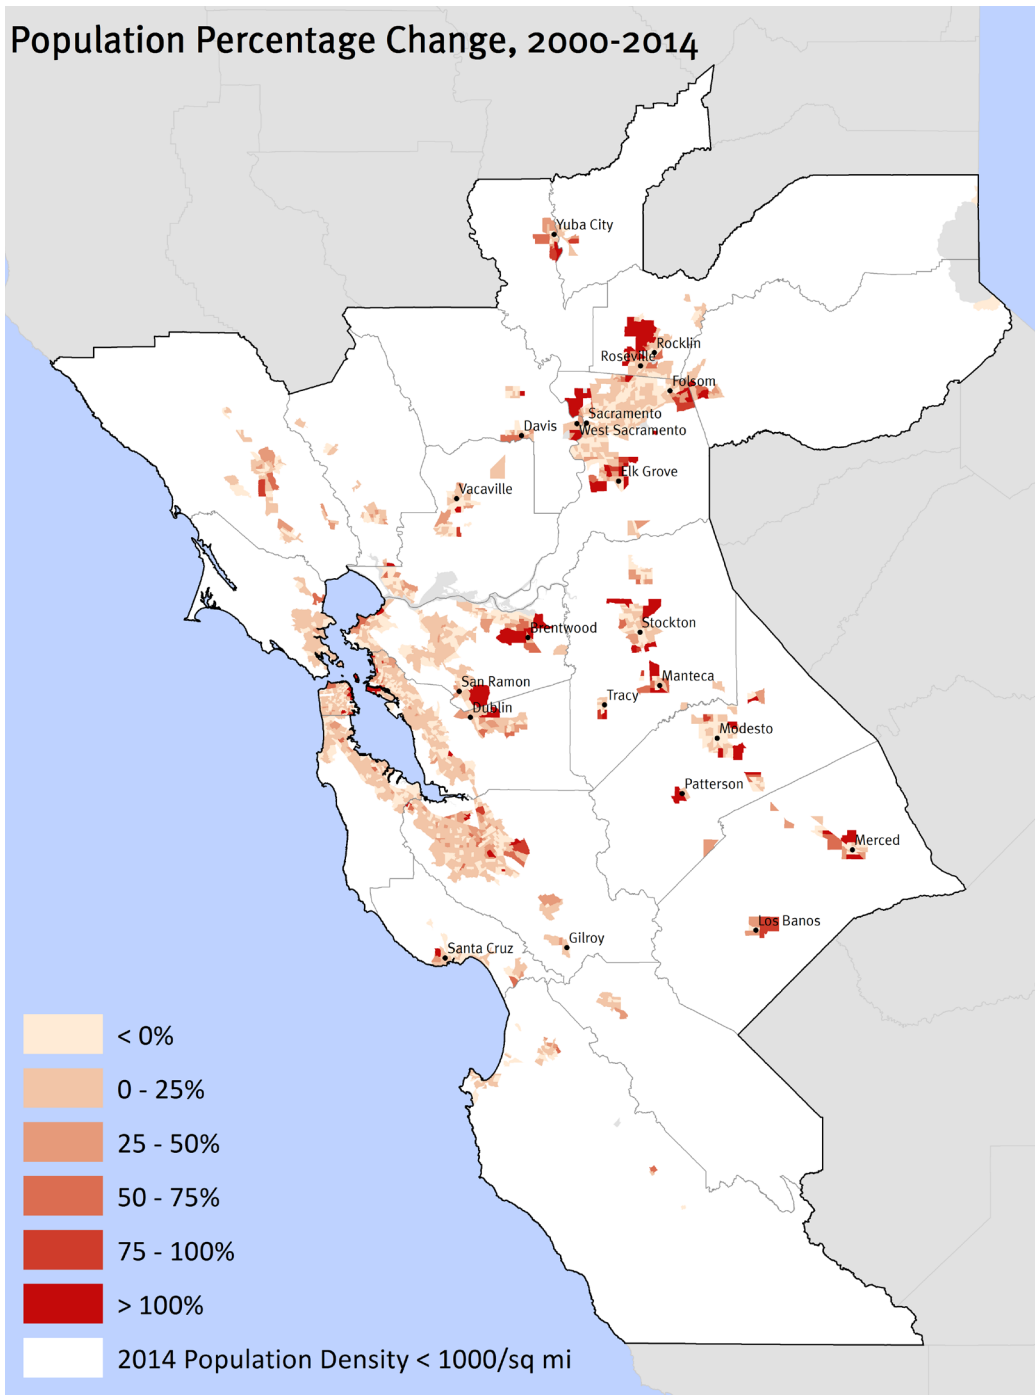 Population Percentage Change, 2000-2014
Yuba City
Rocklin
Roseville
Folsom
Sacramento
Davis
West Sacramento
Elk Grove
Vacaville
Stockton
Brentwood
San Ramon
Manteca
Tracy
Dublin
Modesto
Patterson
Merced
Los Banos
Gilroy
Santa Cruz
< 0%
0 - 25%
25 - 50%
50 - 75%
75 - 100%
> 100%
2014 Population Density < 1000/sq mi